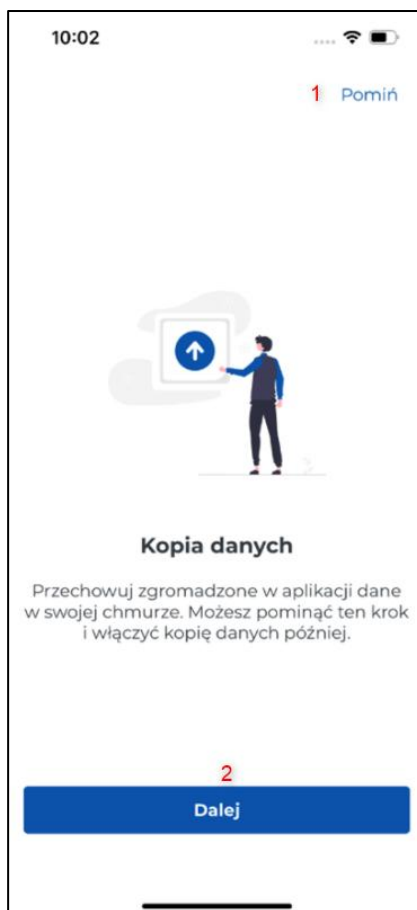 10:02
1 Pomiń
Kopia danych
Przechowuj zgromadzone w aplikacji dane
w swojej chmurze. Możesz pominąć ten krok
i włączyć kopię danych później.
2
Dalej